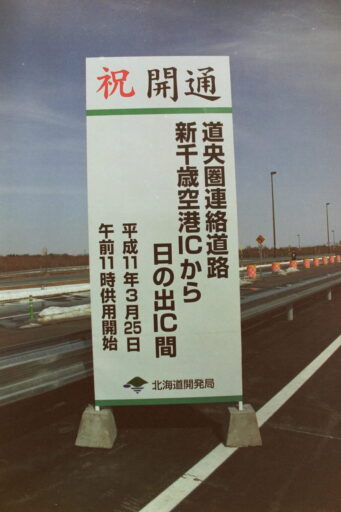 祝 開通
道央圏連絡道路
新千歳空港ICから
日の出IC間
平成11年3月25日
午前11時供用開始
北海道開発局